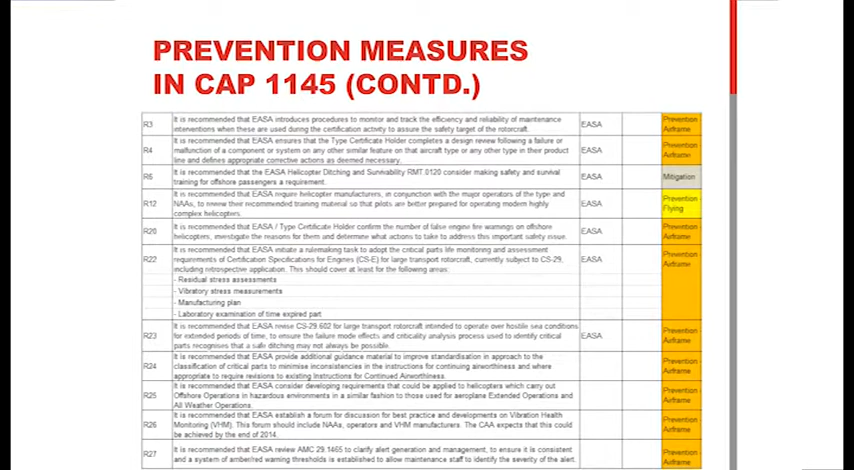 PREVENTION MEASURES
IN CAP 1145 (CONTD.)
R3 It is recommended that EASA introduces procedures to monitor and track the efficiency and reliability of maintenance EASA Prevention
interventions when these are used during the certification activity to assure the safety target of the rotorcraft. Airframe
R4 It is recommended that EASA ensures that the Type Certificate Holder completes a design review following a failure or EASA Prevention
malfunction of a component or system on any other similar feature on that aircraft type or any other type in their product Airframe
line and defines appropriate corrective actions as deemed necessary.
R6 It is recommended that the EASA Helicopter Ditching and Survivability RMT.0120 consider making safety and survival EASA Mitigation
training for offshore passengers a requirement.
R12 It is recommended that EASA require helicopter manufacturers, in conjunction with the major operators of the type and EASA Prevention -
NAAs, to review their recommended training material so that pilots are better prepared for operating modern highly Flying
complex helicopters.
R20 It is recommended that EASA / Type Certificate Holder confirm the number of false engine fire warnings on offshore EASA Prevention
helicopters, investigate the reasons for them and determine what actions to take to address this important safety issue. Airframe
R22 It is recommended that EASA initiate a rulemaking task to adopt the critical parts life monitoring and assessment EASA Prevention
requirements of Certification Specifications for Engines (CS-E) for large transport rotorcraft, currently subject to CS-29, Airframe
including retrospective application. This should cover at least for the following areas:
- Residual stress assessments
- Vibratory stress measurements
- Manufacturing plan
- Laboratory examination of time expired part
R23 It is recommended that EASA revise CS-29.602 for large transport rotorcraft intended to operate over hostile sea conditions EASA Prevention
for extended periods of time, to ensure the failure mode effects and criticality analysis process used to identify critical Airframe
parts recognises that a safe ditching may not always be possible.
R24 It is recommended that EASA provide additional guidance material to improve standardisation in approach to the Prevention
classification of critical parts to minimise inconsistencies in the instructions for continuing airworthiness and where Airframe
appropriate to require revisions to existing Instructions for Continued Airworthiness.
R25 It is recommended that EASA consider developing requirements that could be applied to helicopters which carry out Prevention
Offshore Operations in hazardous environments in a similar fashion to those used for aeroplane Extended Operations and Airframe
All Weather Operations.
R26 It is recommended that EASA establish a forum for discussion for best practice and developments on Vibration Health Prevention
Monitoring (VHM). This forum should include NAAs, operators and VHM manufacturers. The CAA expects that this could Airframe
be achieved by the end of 2014.
R27 It is recommended that EASA review AMC 29.1465 to clarify alert generation and management, to ensure it is consistent Prevention
and a system of amber/red warning thresholds is established to allow maintenance staff to identify the severity of the alert. Airframe